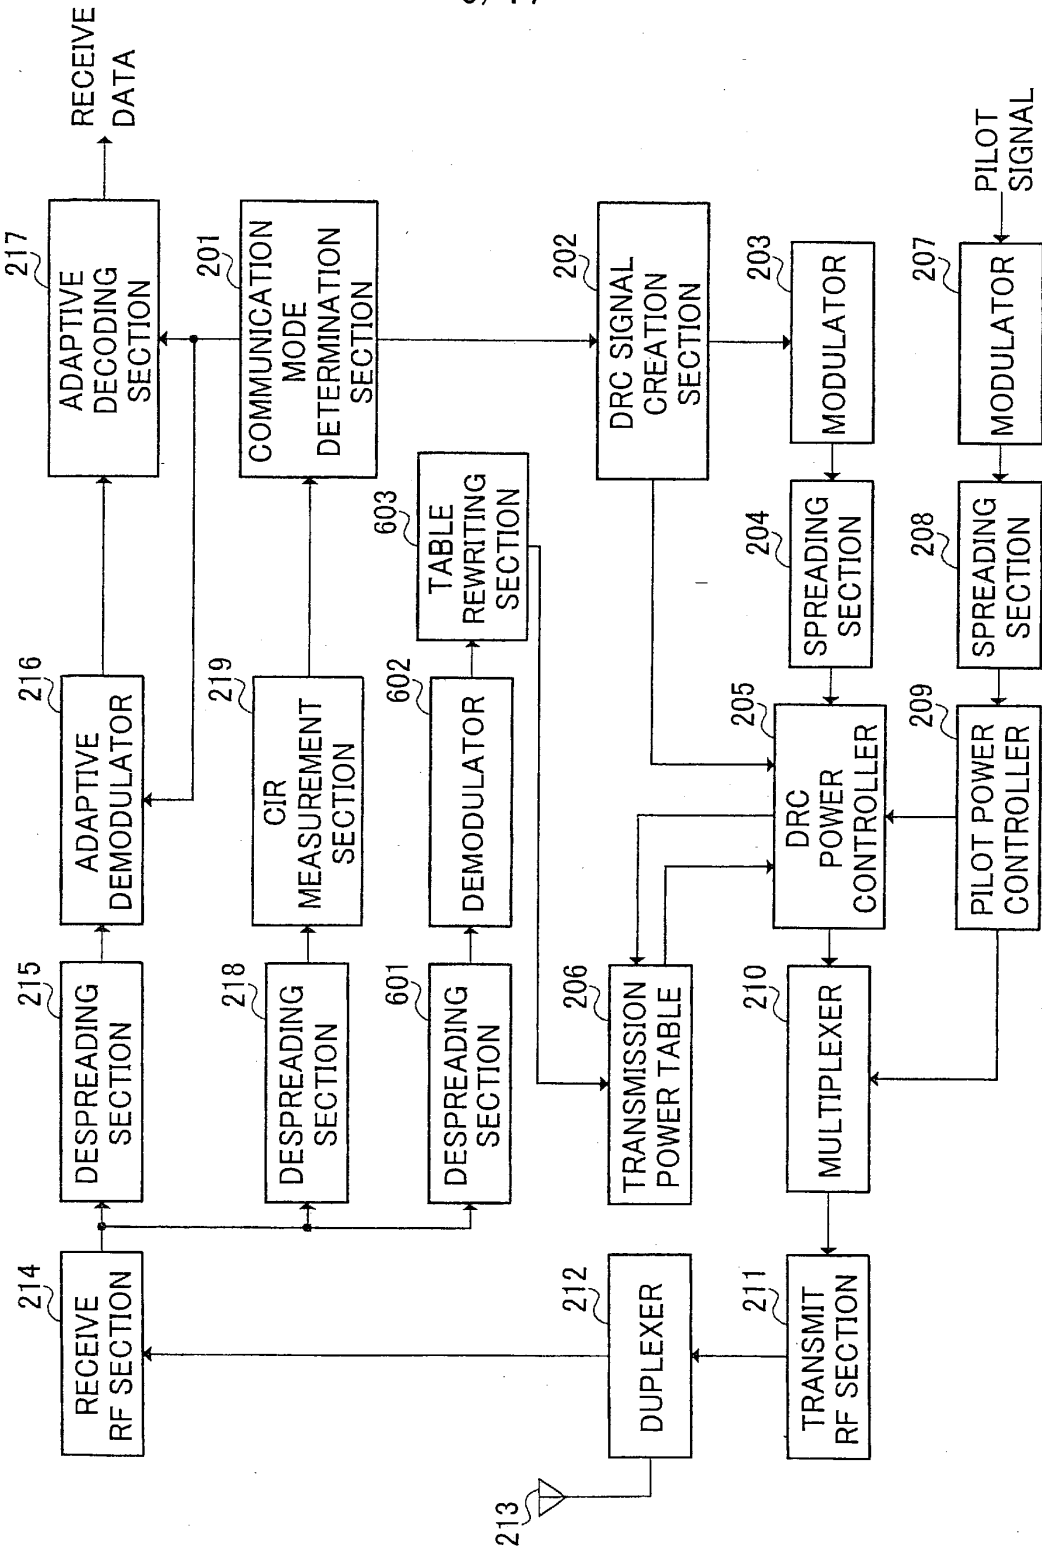 214
RECEIVE
RF SECTION
215
DESPREADING
SECTION
216
ADAPTIVE
DEMODULATOR
217
ADAPTIVE
DECODING
SECTION
RECEIVE
DATA
218
DESPREADING
SECTION
219
CIR
MEASUREMENT
SECTION
201
COMMUNICATION
MODE
DETERMINATION
SECTION
601
DESPREADING
SECTION
602
DEMODULATOR
603
TABLE
REWRITING
SECTION
213
212
DUPLEXER
206
TRANSMISSION
POWER TABLE
202
DRC SIGNAL
CREATION
SECTION
211
TRANSMIT
RF SECTION
210
MULTIPLEXER
205
DRC
POWER
CONTROLLER
204
SPREADING
SECTION
203
MODULATOR
209
PILOT POWER
CONTROLLER
208
SPREADING
SECTION
207
MODULATOR
PILOT
SIGNAL